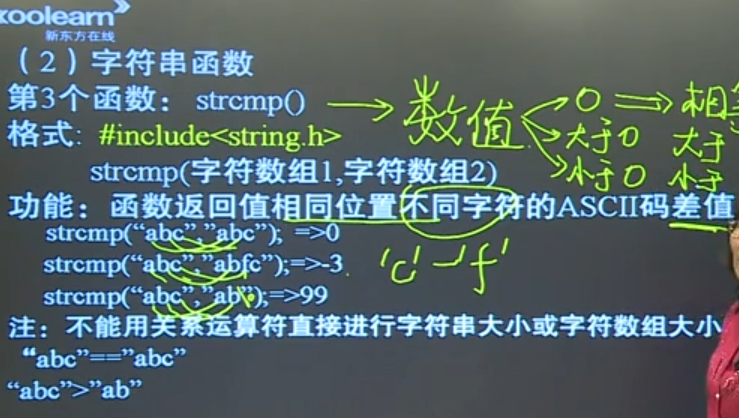 koolearn
新东方在线
（2）字符串函数
第3个函数： strcmp() → 数值 0 ⇒ 相等
格式: #include<string.h> 大于0 大于
strcmp(字符数组1,字符数组2) 小于0 小于
功能：函数返回值相同位置不同字符的ASCII码差值
strcmp(“abc”,”abc”); =>0
strcmp(“abc”,”abfc”);=>-3 'c'-'f'
strcmp(“abc”,”ab”);=>99
注：不能用关系运算符直接进行字符串大小或字符数组大小
“abc”==”abc”
“abc”>”ab”